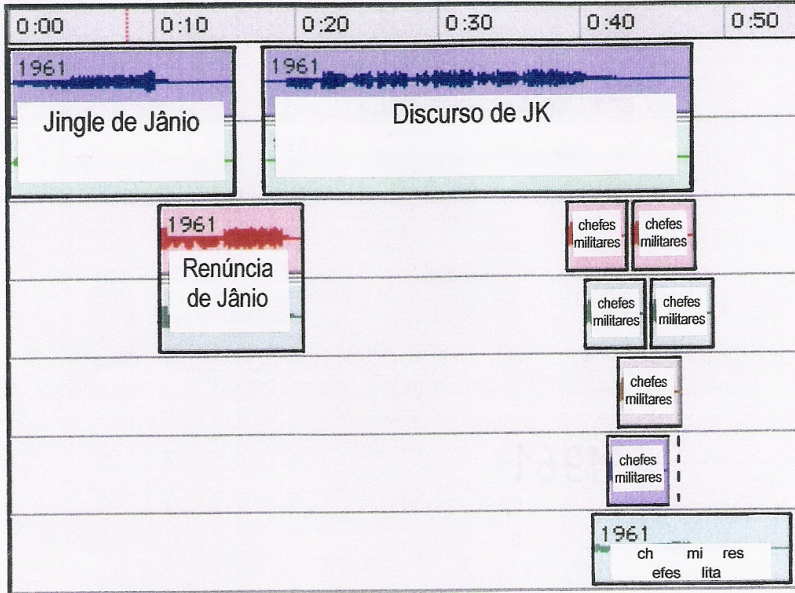 0:00 0:10 0:20 0:30 0:40 0:50
1961 1961
Jingle de Jânio
Discurso de JK
1961
Renúncia
de Jânio
chefes
militares
chefes
militares
chefes
militares
chefes
militares
chefes
militares
chefes
militares
1961
ch mi res
efes lita